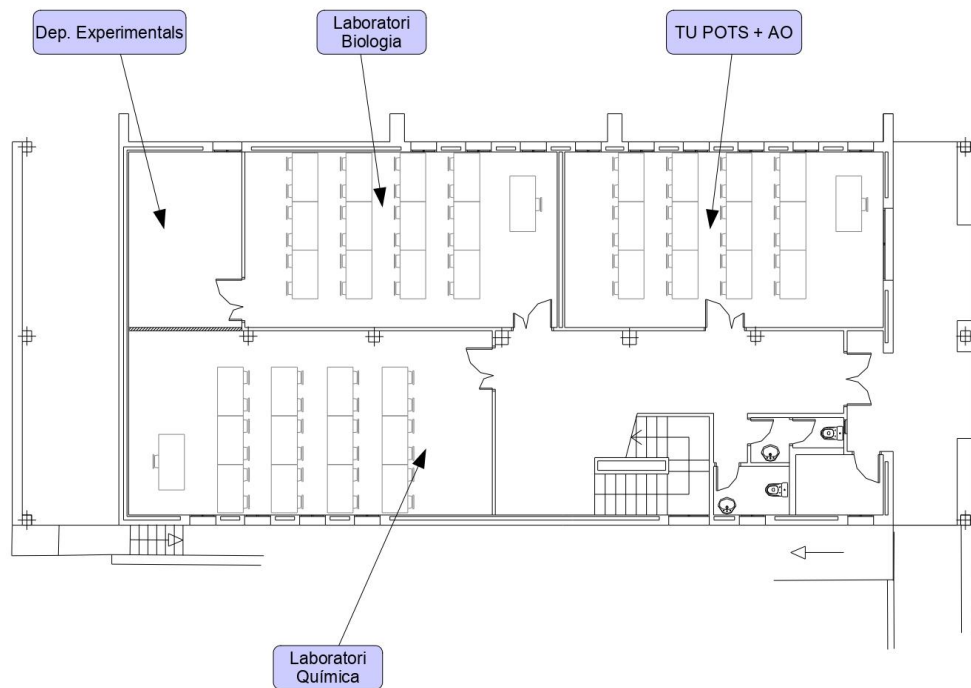 Dep. Experimentals
Laboratori
Biologia
TU POTS + AO
Laboratori
Química